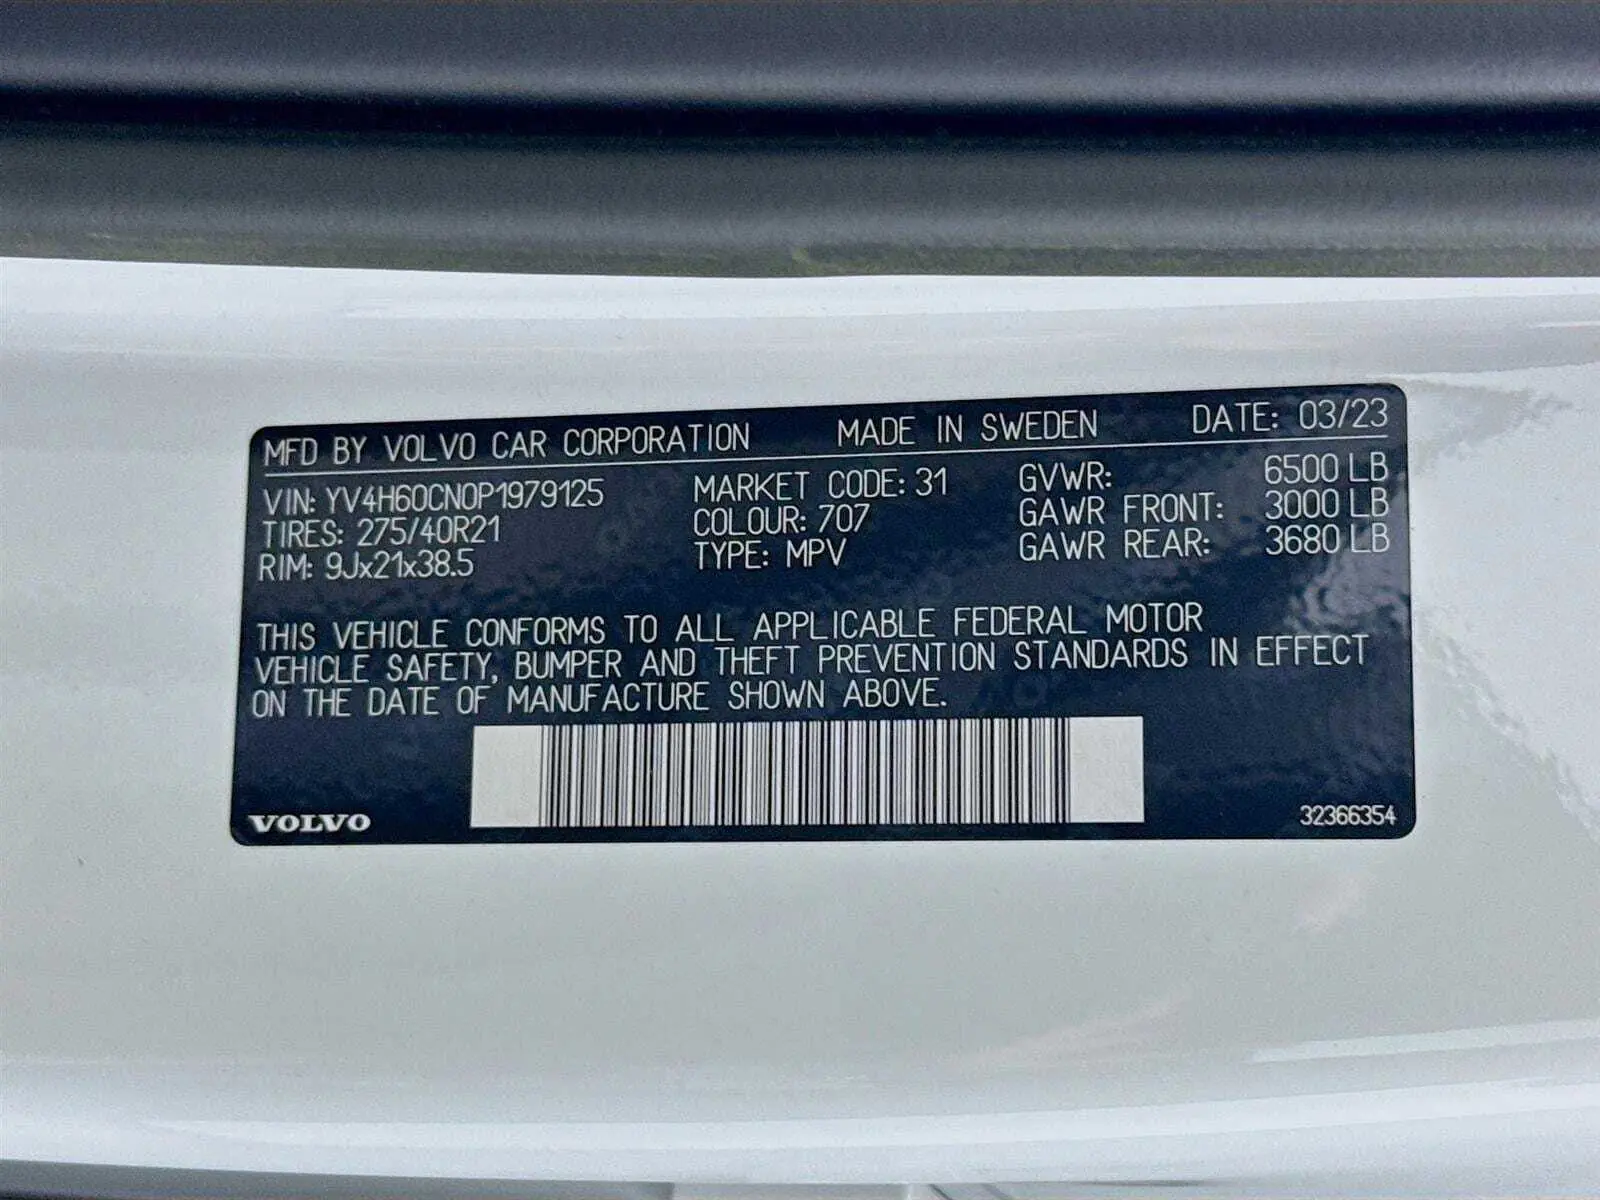 MFD BY VOLVO CAR CORPORATION MADE IN SWEDEN DATE: 03/23
VIN: YV4H60CN0P1979125 MARKET CODE: 31 GVWR: 6500 LB
TIRES: 275/40R21 COLOUR: 707 GAWR FRONT: 3000 LB
RIM: 9Jx21x38.5 TYPE: MPV GAWR REAR: 3680 LB
THIS VEHICLE CONFORMS TO ALL APPLICABLE FEDERAL MOTOR
VEHICLE SAFETY, BUMPER AND THEFT PREVENTION STANDARDS IN EFFECT
ON THE DATE OF MANUFACTURE SHOWN ABOVE.
VOLVO 32366354